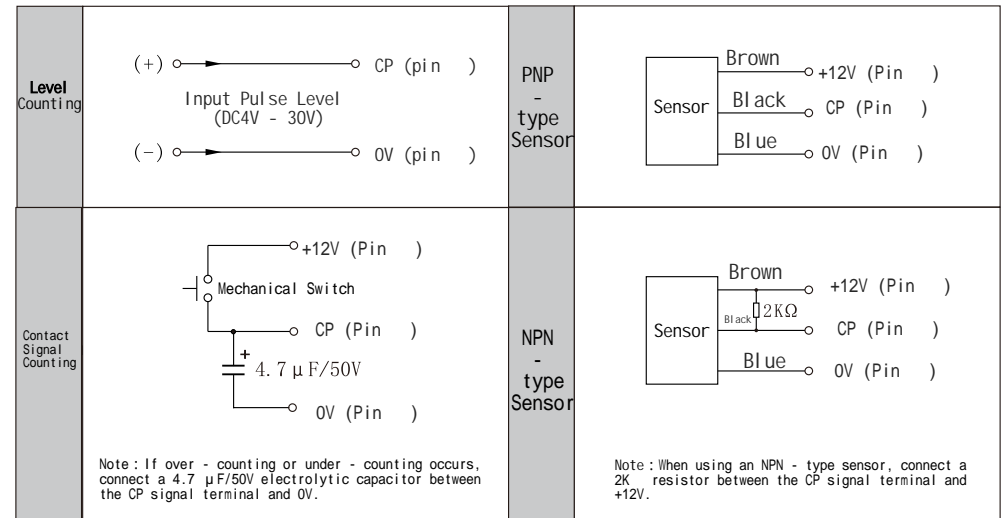 Level
Counting
(+) CP (pin )
Input Pulse Level
(DC4V - 30V)
(-) 0V (pin )
PNP
-
type
Sensor
Sensor
Brown
+12V (Pin )
Black
CP (Pin )
Blue
0V (Pin )
Contact
Signal
Counting
+12V (Pin )
Mechanical Switch
CP (Pin )
+
4.7 μF/50V
0V (Pin )
Note: If over - counting or under - counting occurs,
connect a 4.7 μF/50V electrolytic capacitor between
the CP signal terminal and 0V.
NPN
-
type
Sensor
Sensor
Brown
+12V (Pin )
2KΩ
Black
CP (Pin )
Blue
0V (Pin )
Note: When using an NPN - type sensor, connect a
2K resistor between the CP signal terminal and
+12V.